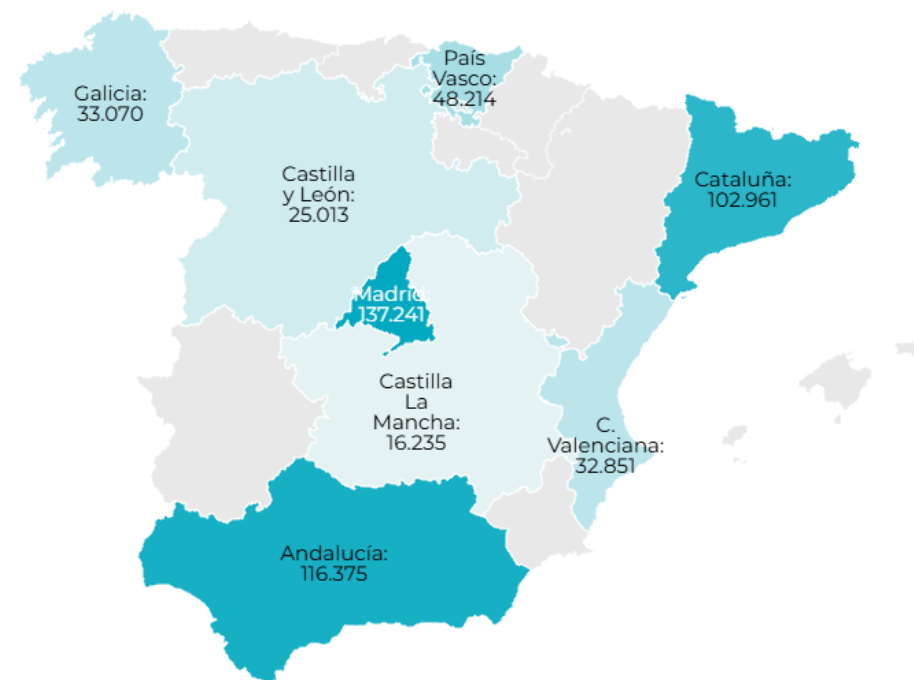 País
Vasco:
48.214
Galicia:
33.070
Cataluña:
102.961
Castilla
y León:
25.013
Madrid:
137.241
Castilla
La
Mancha:
16.235
C.
Valenciana:
32.851
Andalucía:
116.375